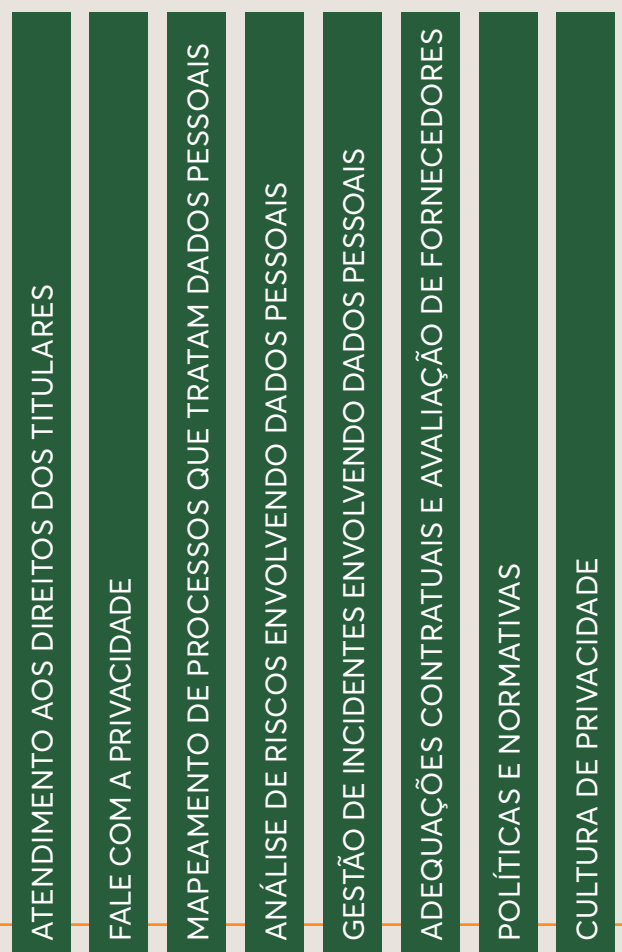 ATENDIMENTO AOS DIREITOS DOS TITULARES
FALE COM A PRIVACIDADE
MAPEAMENTO DE PROCESSOS QUE TRATAM DADOS PESSOAIS
ANÁLISE DE RISCOS ENVOLVENDO DADOS PESSOAIS
GESTÃO DE INCIDENTES ENVOLVENDO DADOS PESSOAIS
ADEQUAÇÕES CONTRATUAIS E AVALIAÇÃO DE FORNECEDORES
POLÍTICAS E NORMATIVAS
CULTURA DE PRIVACIDADE